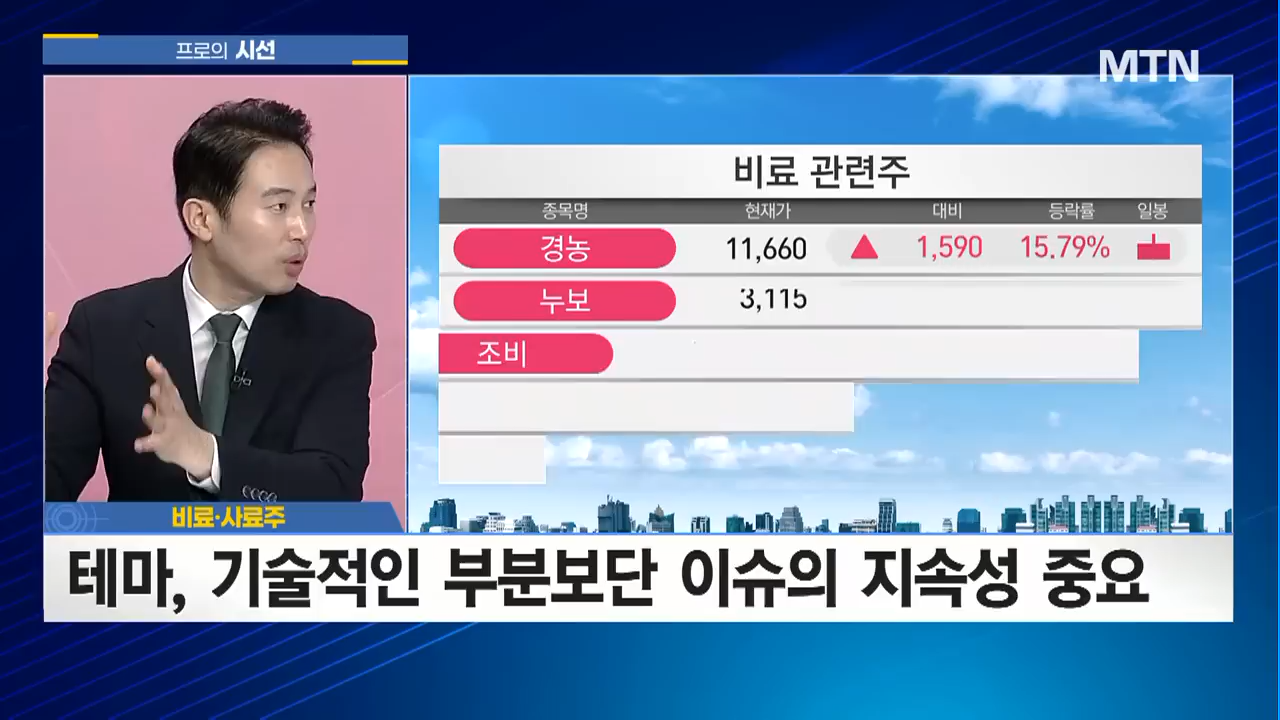 프로의 시선
MTN
비료 관련주
종목명 현재가 대비 등락률 일봉
경농 11,660 ▲ 1,590 15.79%
누보 3,115
조비
비료·사료주
테마, 기술적인 부분보단 이슈의 지속성 중요